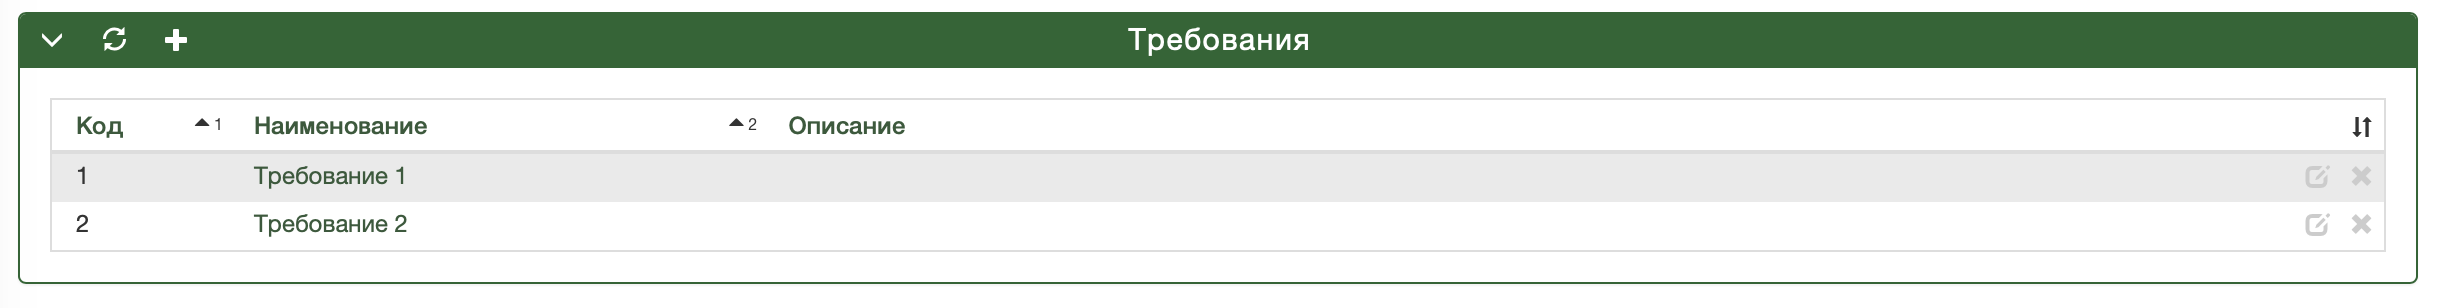 Требования
Код 1 Наименование 2 Описание
1 Требование 1
2 Требование 2